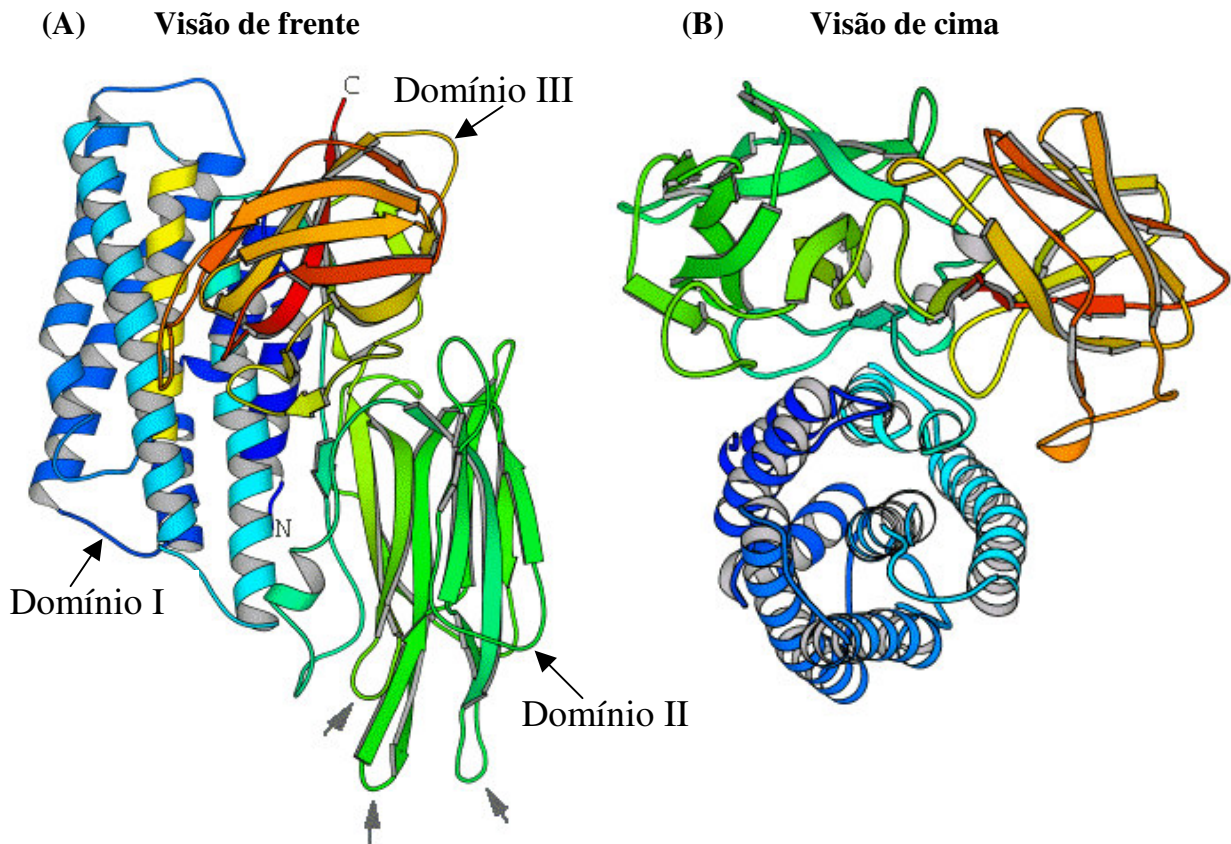 (A) Visão de frente
(B) Visão de cima
C
Domínio III
N
Domínio I
Domínio II